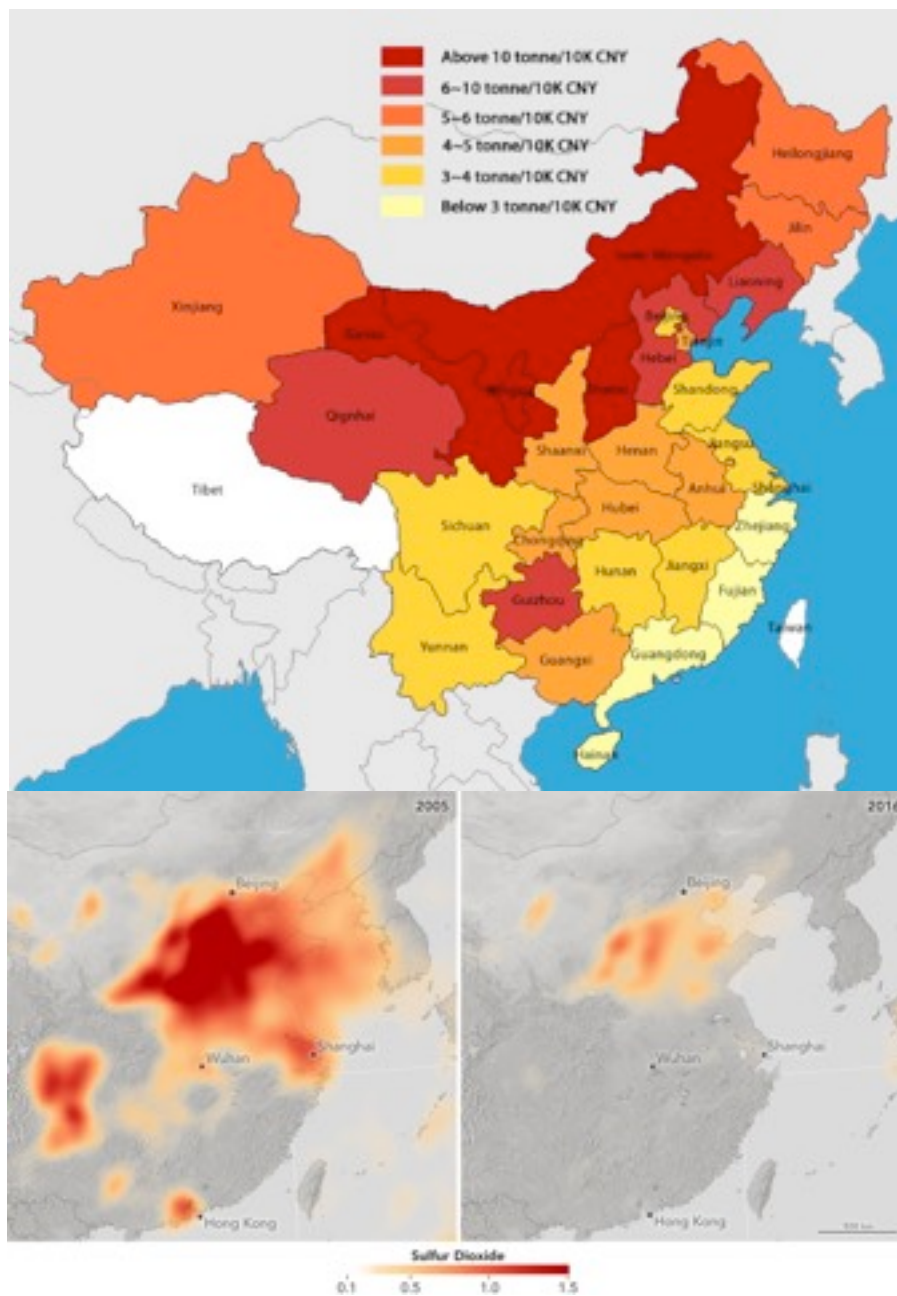 Above 10 tonne/10K CNY
6~10 tonne/10K CNY
5~6 tonne/10K CNY
4~5 tonne/10K CNY
3~4 tonne/10K CNY
Below 3 tonne/10K CNY
Heilongjiang
Jilin
Inner Mongolia
Liaoning
Xinjiang
Gansu
Beijing
Tianjin
Hebei
Ningxia
Shanxi
Shandong
Qignhai
Shaanxi
Henan
Jiangsu
Tibet
Anhui
Shanghai
Sichuan
Hubei
Zhejiang
Chongqing
Hunan
Jiangxi
Guizhou
Fujian
Taiwan
Yunnan
Guangxi
Guangdong
Hainan
2005
2016
Beijing
Beijing
Wuhan
Shanghai
Wuhan
Shanghai
Hong Kong
Hong Kong
500 km
Sulfur Dioxide
0.1 0.5 1.0 1.5